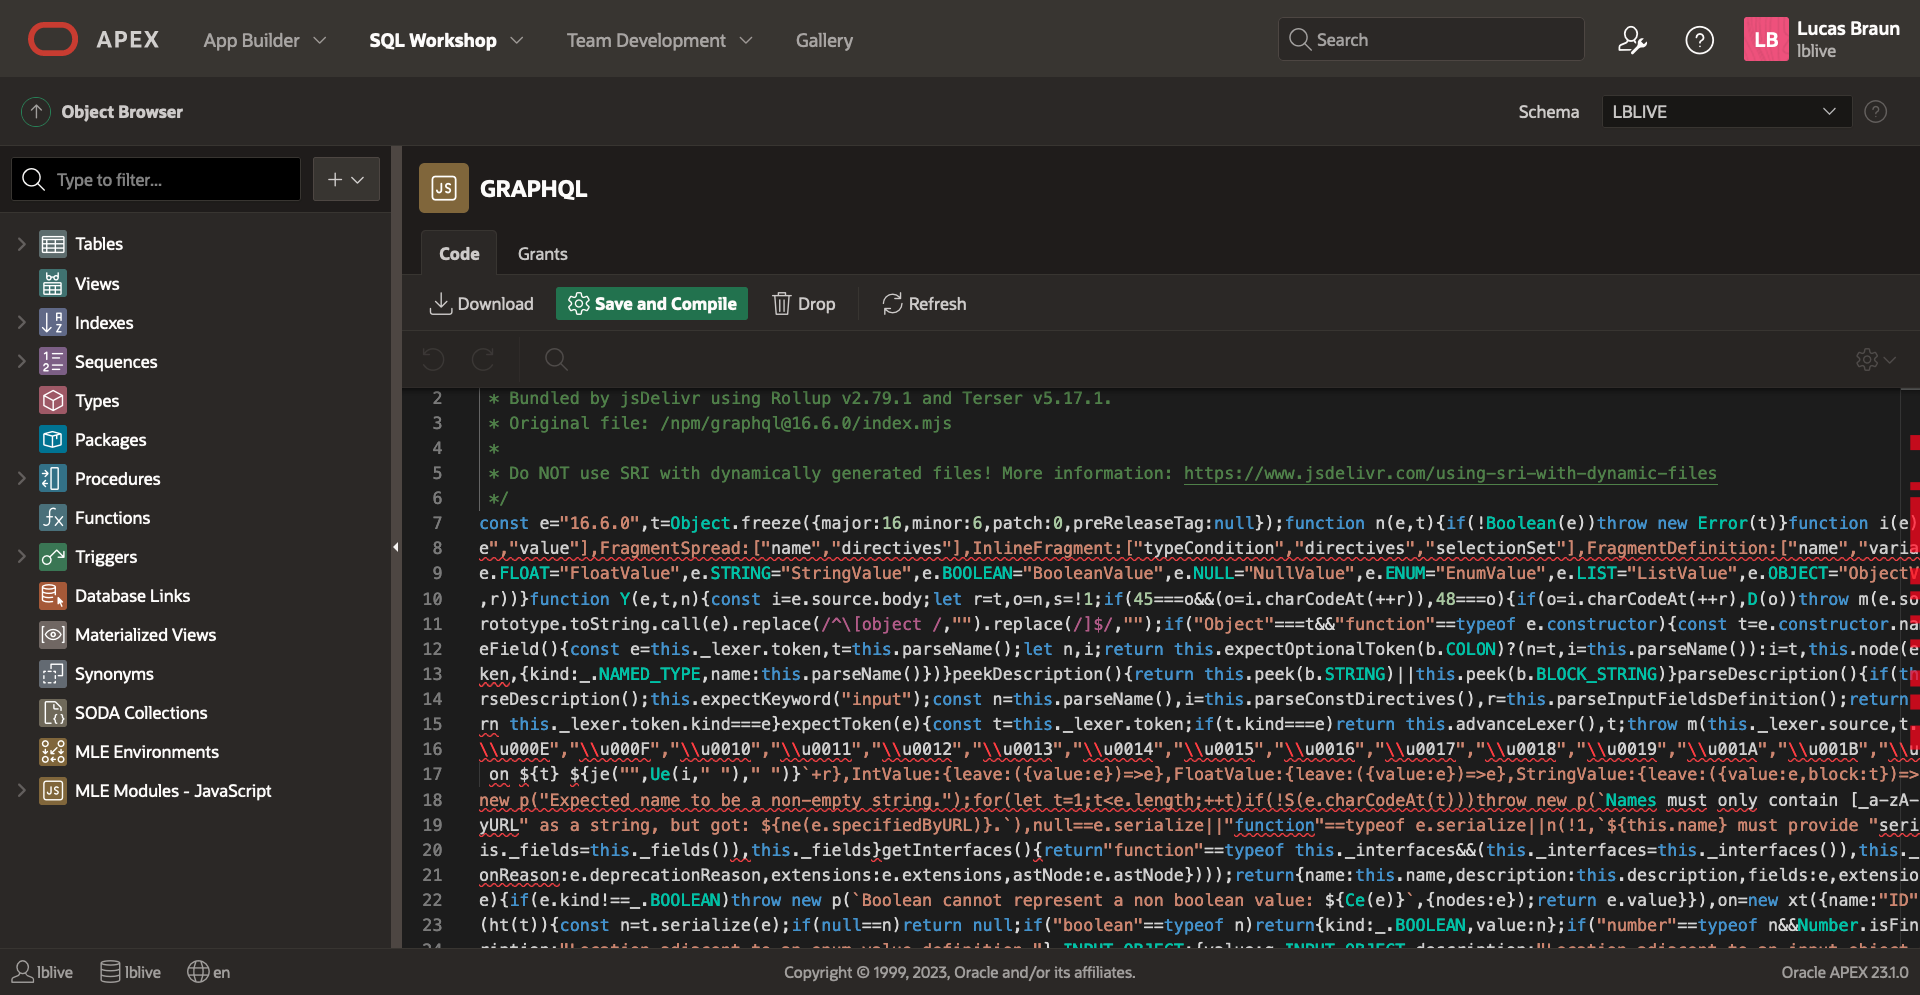 APEX
App Builder
SQL Workshop
Team Development
Gallery
Search
LB
Lucas Braun
lblive
Object Browser
Schema
LBLIVE
Type to filter...
Tables
Views
Indexes
Sequences
Types
Packages
Procedures
Functions
Triggers
Database Links
Materialized Views
Synonyms
SODA Collections
MLE Environments
MLE Modules - JavaScript
JS
GRAPHQL
Code
Grants
Download
Save and Compile
Drop
Refresh
2 * Bundled by jsDelivr using Rollup v2.79.1 and Terser v5.17.1.
3 * Original file: /npm/graphql@16.6.0/index.mjs
4 *
5 * Do NOT use SRI with dynamically generated files! More information: https://www.jsdelivr.com/using-sri-with-dynamic-files
6 */
7 const e="16.6.0",t=Object.freeze({major:16,minor:6,patch:0,preReleaseTag:null});function n(e,t){if(!Boolean(e))throw new Error(t)}function i(e)
8 e","value"],FragmentSpread:["name","directives"],InlineFragment:["typeCondition","directives","selectionSet"],FragmentDefinition:["name","varia
9 e.FLOAT="FloatValue",e.STRING="StringValue",e.BOOLEAN="BooleanValue",e.NULL="NullValue",e.ENUM="EnumValue",e.LIST="ListValue",e.OBJECT="ObjectV
10 ,r))}function Y(e,t,n){const i=e.source.body;let r=t,o=n,s=!1;if(45===o&&(o=i.charCodeAt(++r)),48===o){if(o=i.charCodeAt(++r),D(o))throw m(e.so
11 rototype.toString.call(e).replace(/^\[object /,"").replace(/]$/,"");if("Object"===t&&"function"==typeof e.constructor){const t=e.constructor.na
12 eField(){const e=this._lexer.token,t=this.parseName();let n,i;return this.expectOptionalToken(b.COLON)?(n=t,i=this.parseName()):i=t,this.node(e
13 ken,{kind:_.NAMED_TYPE,name:this.parseName()})}peekDescription(){return this.peek(b.STRING)||this.peek(b.BLOCK_STRING)}parseDescription(){if(th
14 rseDescription();this.expectKeyword("input");const n=this.parseName(),i=this.parseConstDirectives(),r=this.parseInputFieldsDefinition();return
15 rn this._lexer.token.kind===e}expectToken(e){const t=this._lexer.token;if(t.kind===e)return this.advanceLexer(),t;throw m(this._lexer.source,t.
16 \\u000E","\\u000F","\\u0010","\\u0011","\\u0012","\\u0013","\\u0014","\\u0015","\\u0016","\\u0017","\\u0018","\\u0019","\\u001A","\\u001B","\\u
17 on ${t} ${je("",Ue(i," ")," ")}`+r},IntValue:{leave:({value:e})=>e},FloatValue:{leave:({value:e})=>e},StringValue:{leave:({value:e,block:t})=>
18 new p("Expected name to be a non-empty string.");for(let t=1;t<e.length;++t)if(!S(e.charCodeAt(t)))throw new p(`Names must only contain [_a-zA-
19 yURL" as a string, but got: ${ne(e.specifiedByURL)}.`),null==e.serialize||"function"==typeof e.serialize||n(!1,`${this.name} must provide "seri
20 is._fields=this._fields()),this._fields}getInterfaces(){return"function"==typeof this._interfaces&&(this._interfaces=this._interfaces()),this._
21 onReason:e.deprecationReason,extensions:e.extensions,astNode:e.astNode})));return{name:this.name,description:this.description,fields:e,extensio
22 e){if(e.kind!==_.BOOLEAN)throw new p(`Boolean cannot represent a non boolean value: ${Ce(e)}`,{nodes:e});return e.value}}),on=new xt({name:"ID"
23 (ht(t)){const n=t.serialize(e);if(null==n)return null;if("boolean"==typeof n)return{kind:_.BOOLEAN,value:n};if("number"==typeof n&&Number.isFin
lblive
lblive
en
Copyright © 1999, 2023, Oracle and/or its affiliates.
Oracle APEX 23.1.0